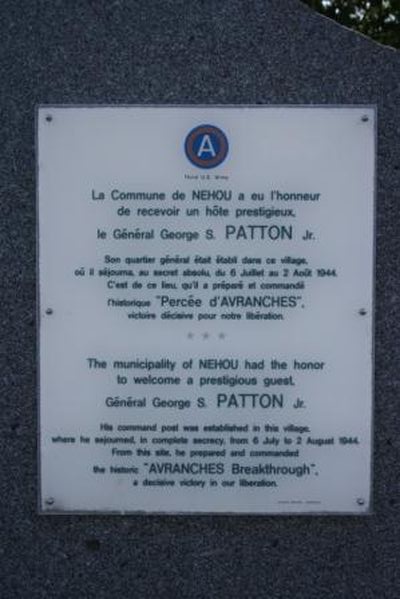 A
Third U.S. Army
La Commune de NEHOU a eu l'honneur
de recevoir un hôte prestigieux,
le Général George S. PATTON Jr.
Son quartier général était établi dans ce village,
où il séjourna, au secret absolu, du 6 Juillet au 2 Août 1944.
C'est de ce lieu, qu'il a préparé et commandé
l'historique "Percée d'AVRANCHES",
victoire décisive pour notre libération.
The municipality of NEHOU had the honor
to welcome a prestigious guest,
Général George S. PATTON Jr.
His command post was established in this village,
where he sejourned, in complete secrecy, from 6 July to 2 August 1944.
From this site, he prepared and commanded
the historic "AVRANCHES Breakthrough",
a decisive victory in our liberation.